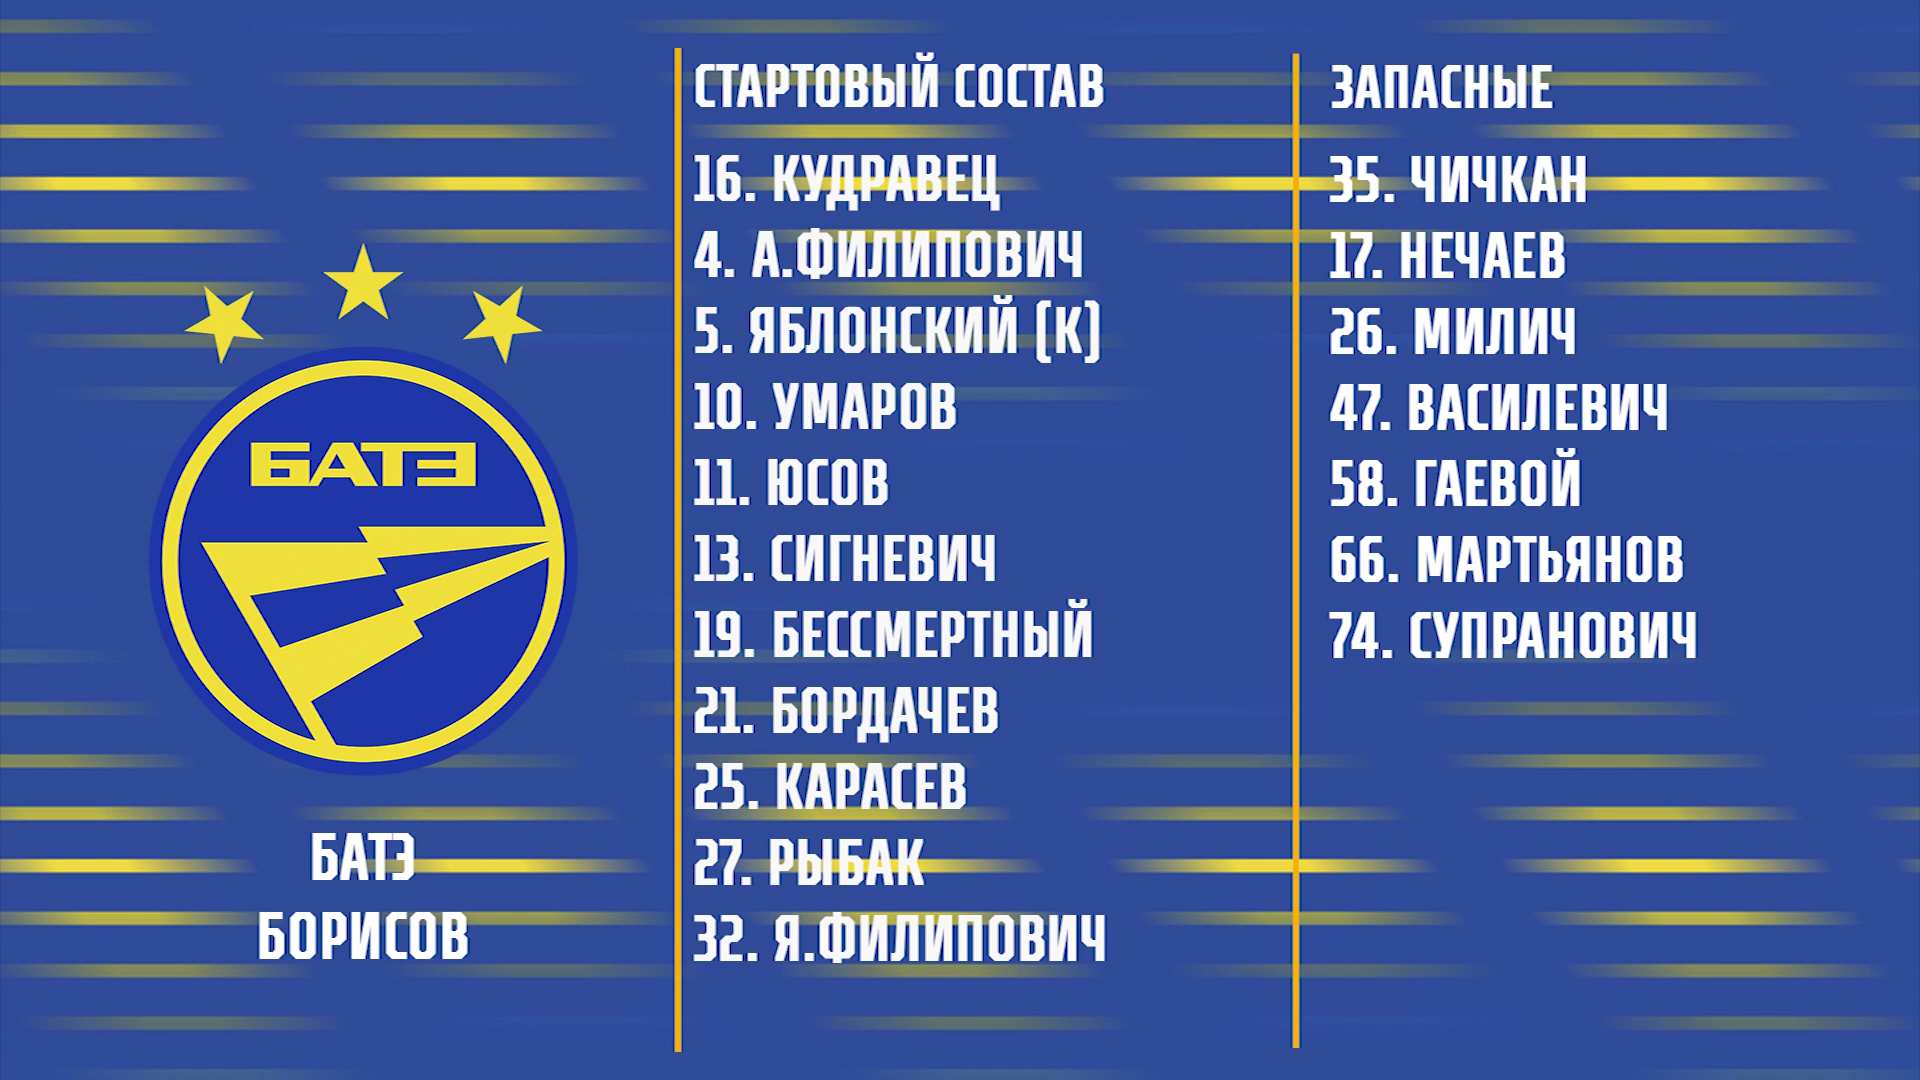 БАТЭ
БАТЭ
БОРИСОВ
СТАРТОВЫЙ СОСТАВ
16. КУДРАВЕЦ
4. А.ФИЛИПОВИЧ
5. ЯБЛОНСКИЙ (К)
10. УМАРОВ
11. ЮСОВ
13. СИГНЕВИЧ
19. БЕССМЕРТНЫЙ
21. БОРДАЧЕВ
25. КАРАСЕВ
27. РЫБАК
32. Я.ФИЛИПОВИЧ
ЗАПАСНЫЕ
35. ЧИЧКАН
17. НЕЧАЕВ
26. МИЛИЧ
47. ВАСИЛЕВИЧ
58. ГАЕВОЙ
66. МАРТЬЯНОВ
74. СУПРАНОВИЧ